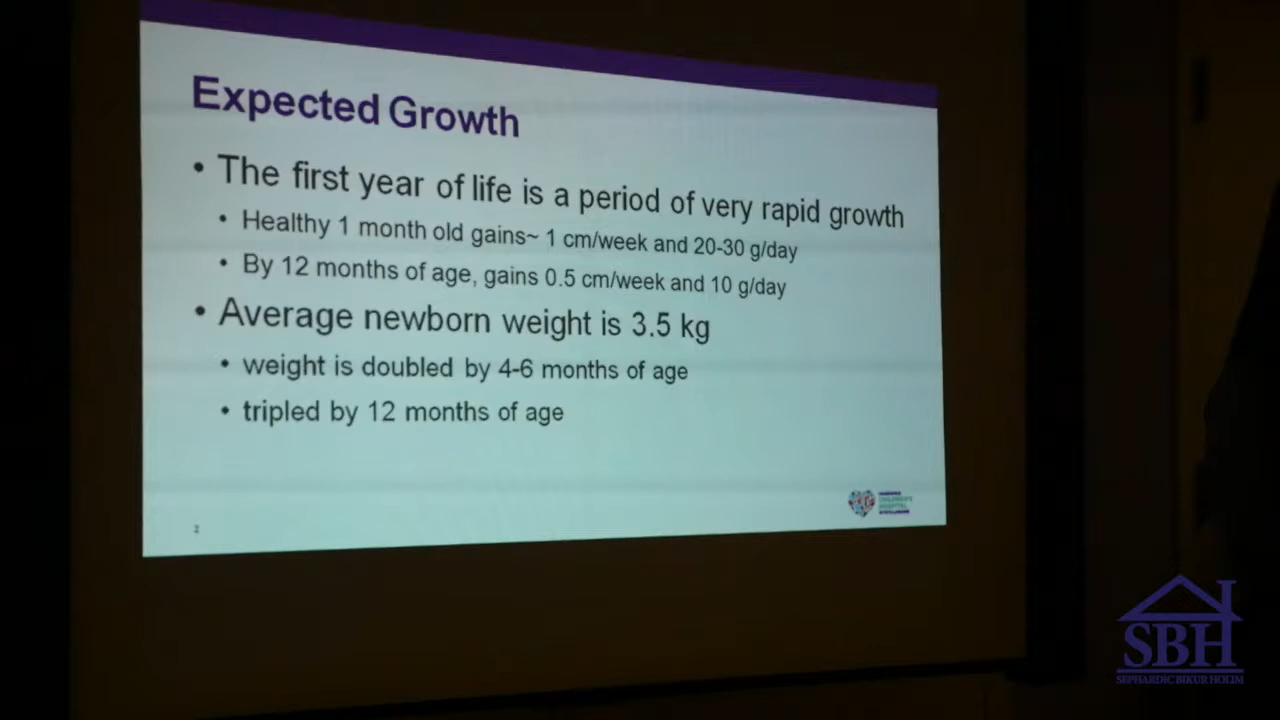 Expected Growth
• The first year of life is a period of very rapid growth
• Healthy 1 month old gains~ 1 cm/week and 20-30 g/day
• By 12 months of age, gains 0.5 cm/week and 10 g/day
• Average newborn weight is 3.5 kg
• weight is doubled by 4-6 months of age
• tripled by 12 months of age
CHILDREN'S
HOSPITAL
2
SBH
SEPHARDIC BIKUR HOLIM